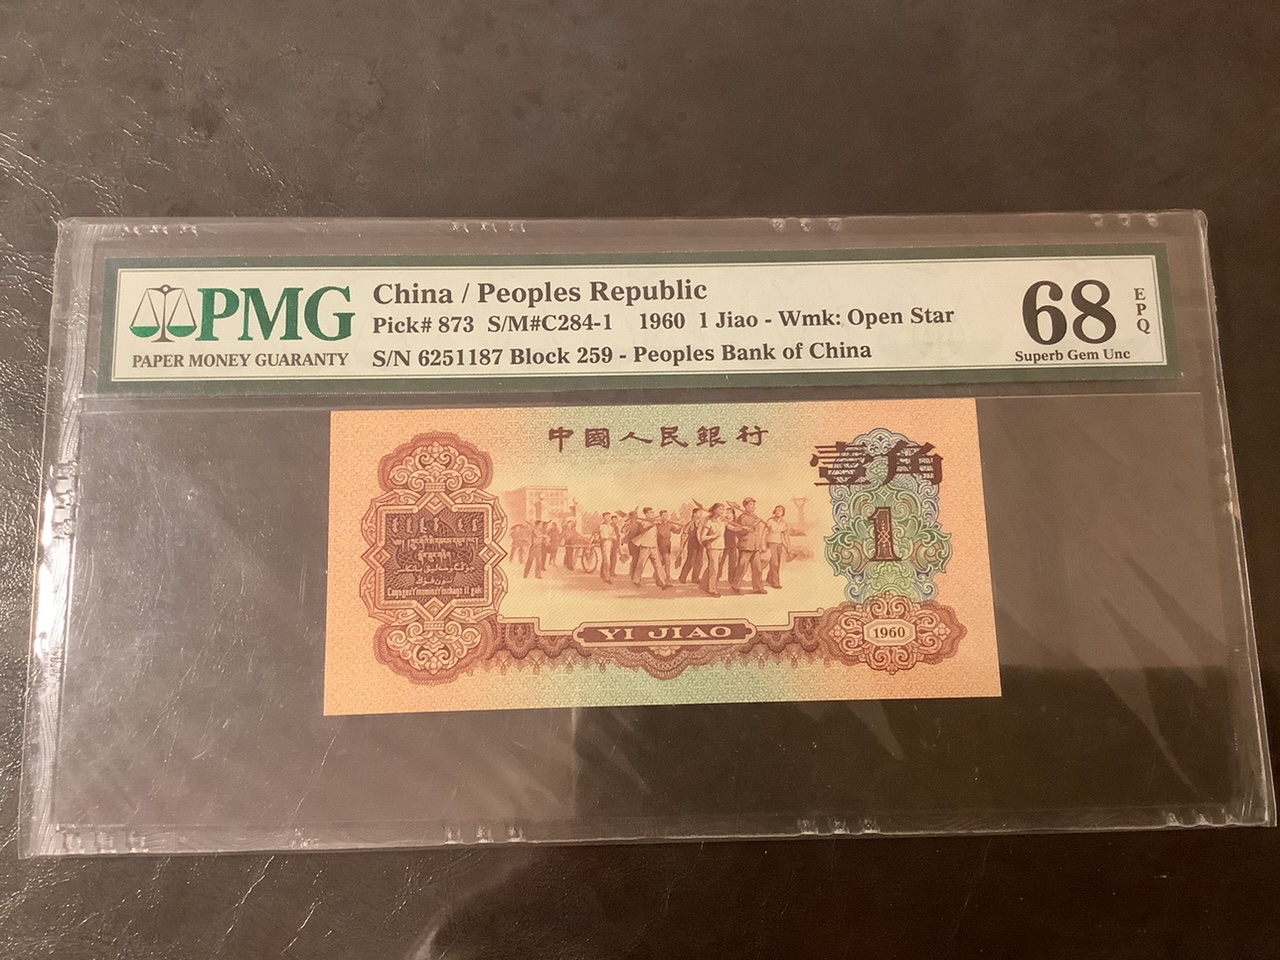 PMG
PAPER MONEY GUARANTY
China / Peoples Republic
Pick# 873 S/M#C284-1 1960 1 Jiao - Wmk: Open Star
S/N 6251187 Block 259 - Peoples Bank of China
68
EPQ
Superb Gem Unc
中國人民銀行
壹角
1
YI JIAO
1960